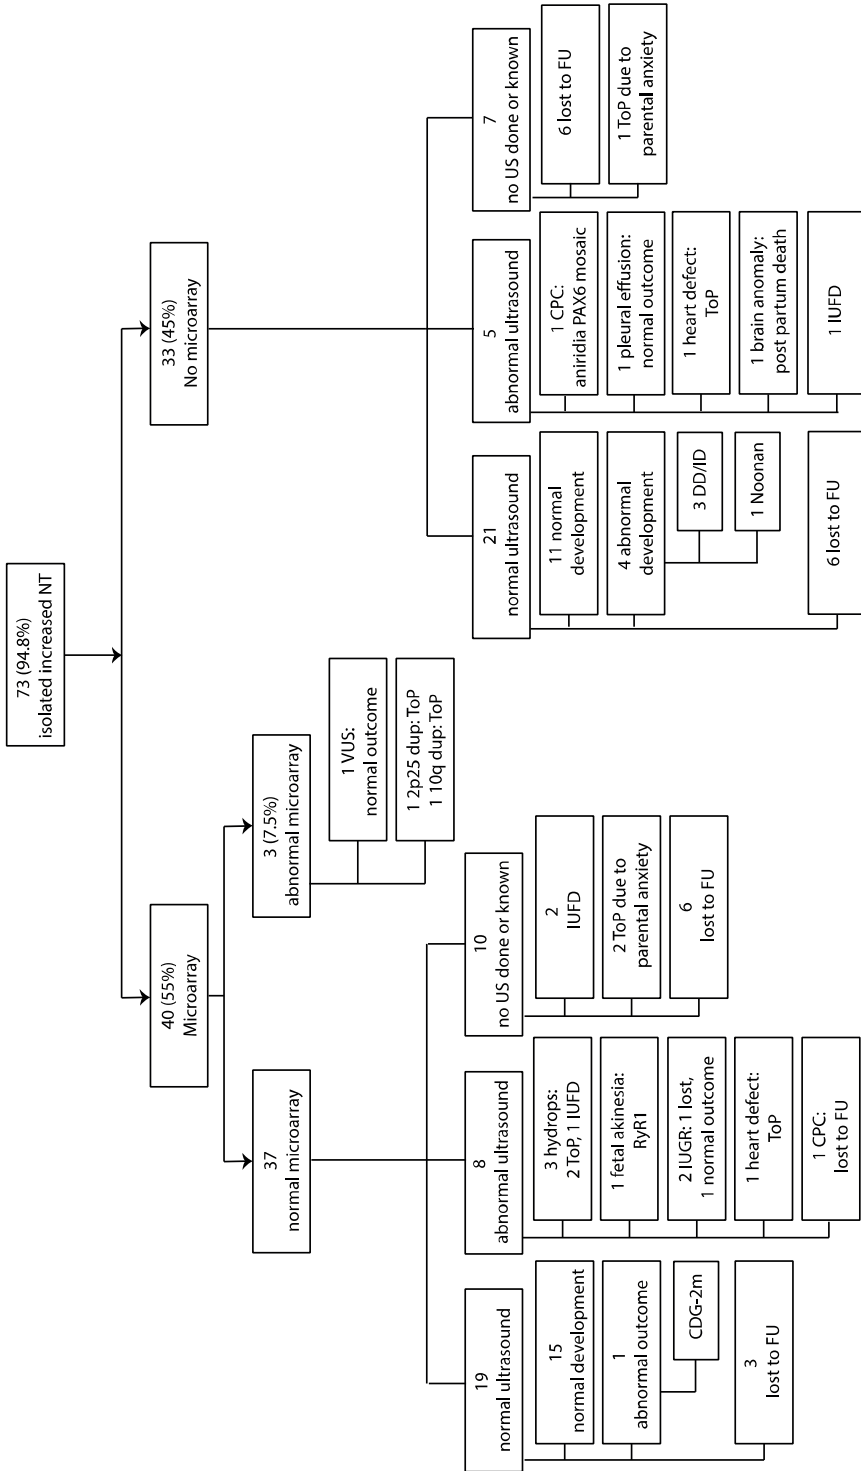 73 (94.8%)
isolated increased NT
40 (55%)
Microarray
33 (45%)
No microarray
37
normal microarray
3 (7.5%)
abnormal microarray
1 VUS:
normal outcome
1 2p25 dup: ToP
1 10q dup: ToP
19
normal ultrasound
15
normal development
1
abnormal outcome
CDG-2m
3
lost to FU
8
abnormal ultrasound
3 hydrops:
2 ToP, 1 IUFD
1 fetal akinesia:
RyR1
2 IUGR: 1 lost,
1 normal outcome
1 heart defect:
ToP
1 CPC:
lost to FU
10
no US done or known
2
IUFD
2 ToP due to
parental anxiety
6
lost to FU
21
normal ultrasound
11 normal
development
4 abnormal
development
3 DD/ID
1 Noonan
6 lost to FU
5
abnormal ultrasound
1 CPC:
aniridia PAX6 mosaic
1 pleural effusion:
normal outcome
1 heart defect:
ToP
1 brain anomaly:
post partum death
1 IUFD
7
no US done or known
6 lost to FU
1 ToP due to
parental anxiety